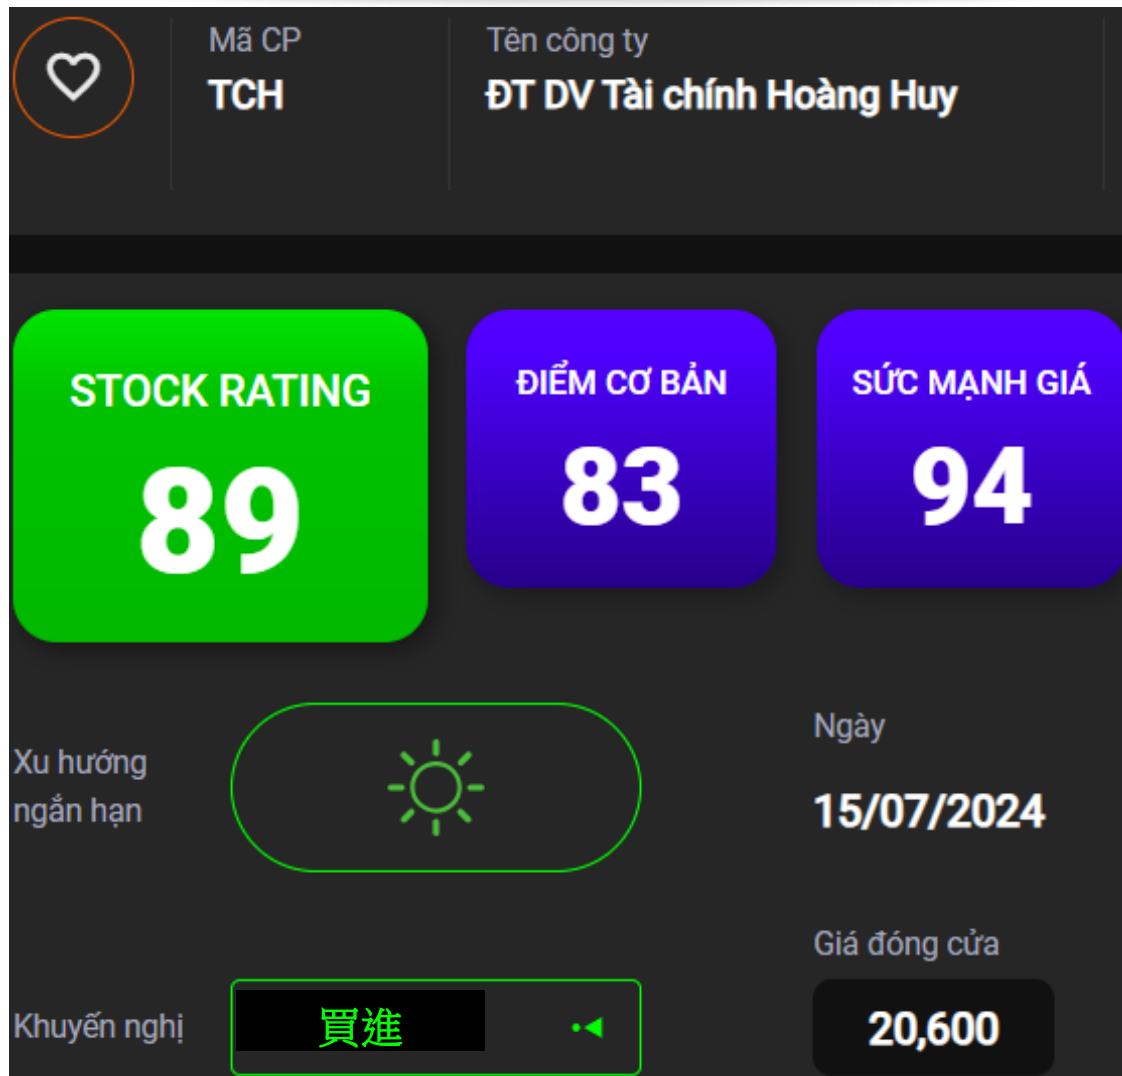 Mã CP
TCH
Tên công ty
ĐT DV Tài chính Hoàng Huy
STOCK RATING
89
ĐIỂM CƠ BẢN
83
SỨC MẠNH GIÁ
94
Xu hướng
ngắn hạn
Ngày
15/07/2024
Khuyến nghị
買進
Giá đóng cửa
20,600